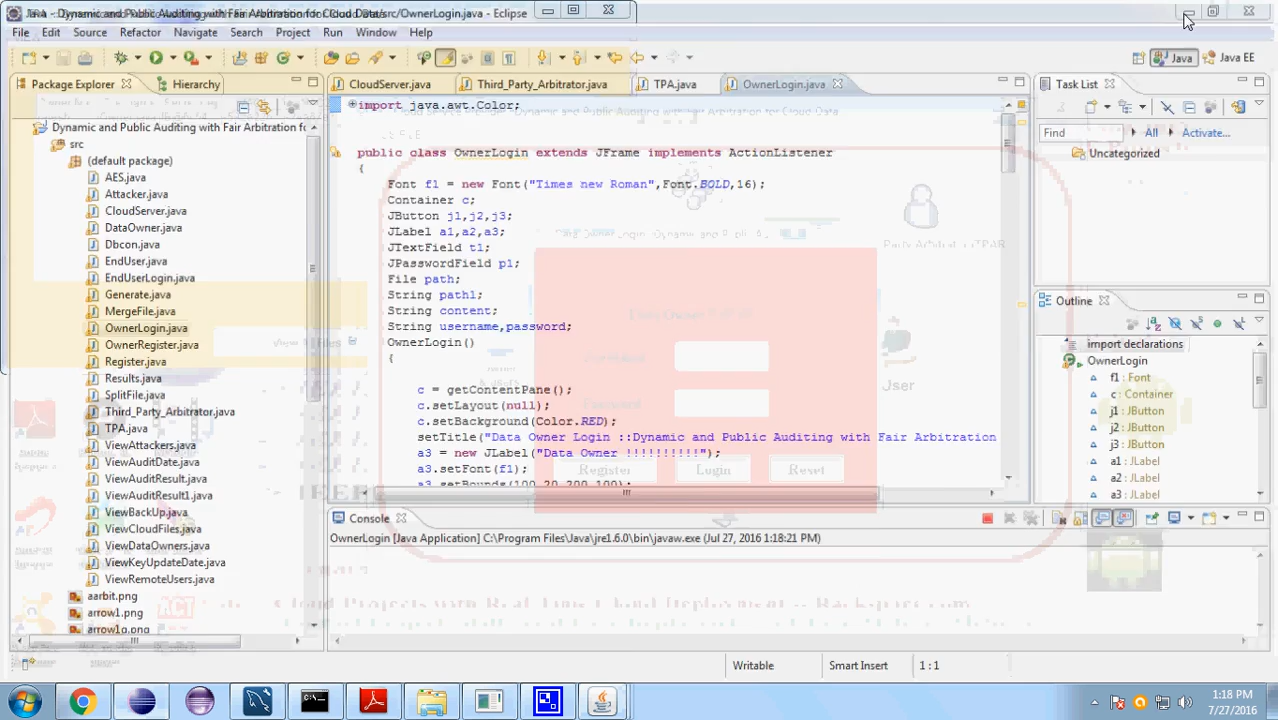 Java - Dynamic and Public Auditing with Fair Arbitration for Cloud Data/src/OwnerLogin.java - Eclipse
File Edit Source Refactor Navigate Search Project Run Window Help
Java Java EE
Package Explorer Hierarchy
CloudServer.java Third_Party_Arbitrator.java TPA.java OwnerLogin.java
Task List
Find All Activate...
Uncategorized
Dynamic and Public Auditing with Fair Arbitration fo
src
(default package)
AES.java
Attacker.java
CloudServer.java
DataOwner.java
Dbcon.java
EndUser.java
EndUserLogin.java
Generate.java
MergeFile.java
OwnerLogin.java
OwnerRegister.java
Register.java
Results.java
SplitFile.java
Third_Party_Arbitrator.java
TPA.java
ViewAttackers.java
ViewAuditDate.java
ViewAuditResult.java
ViewAuditResult1.java
ViewBackUp.java
ViewCloudFiles.java
ViewDataOwners.java
ViewKeyUpdateDate.java
ViewRemoteUsers.java
aarbit.png
arrow1.png
arrow1g.png
import java.awt.Color;
public class OwnerLogin extends JFrame implements ActionListener
{
Font f1 = new Font("Times new Roman",Font.BOLD,16);
Container c;
JButton j1,j2,j3;
JLabel a1,a2,a3;
JTextField t1;
JPasswordField p1;
File path;
String path1;
String content;
String username,password;
OwnerLogin()
{
c = getContentPane();
c.setLayout(null);
c.setBackground(Color.RED);
setTitle("Data Owner Login ::Dynamic and Public Auditing with Fair Arbitration
a3 = new JLabel("Data Owner !!!!!!!!!!");
a3.setFont(f1);
a3.setBounds(100,20,200,100);
Register Login Reset
User
Outline
import declarations
OwnerLogin
f1 : Font
c : Container
j1 : JButton
j2 : JButton
j3 : JButton
a1 : JLabel
a2 : JLabel
a3 : JLabel
Console
OwnerLogin [Java Application] C:\Program Files\Java\jre1.6.0\bin\javaw.exe (Jul 27, 2016 1:18:21 PM)
Writable Smart Insert 1 : 1
1:18 PM
7/27/2016